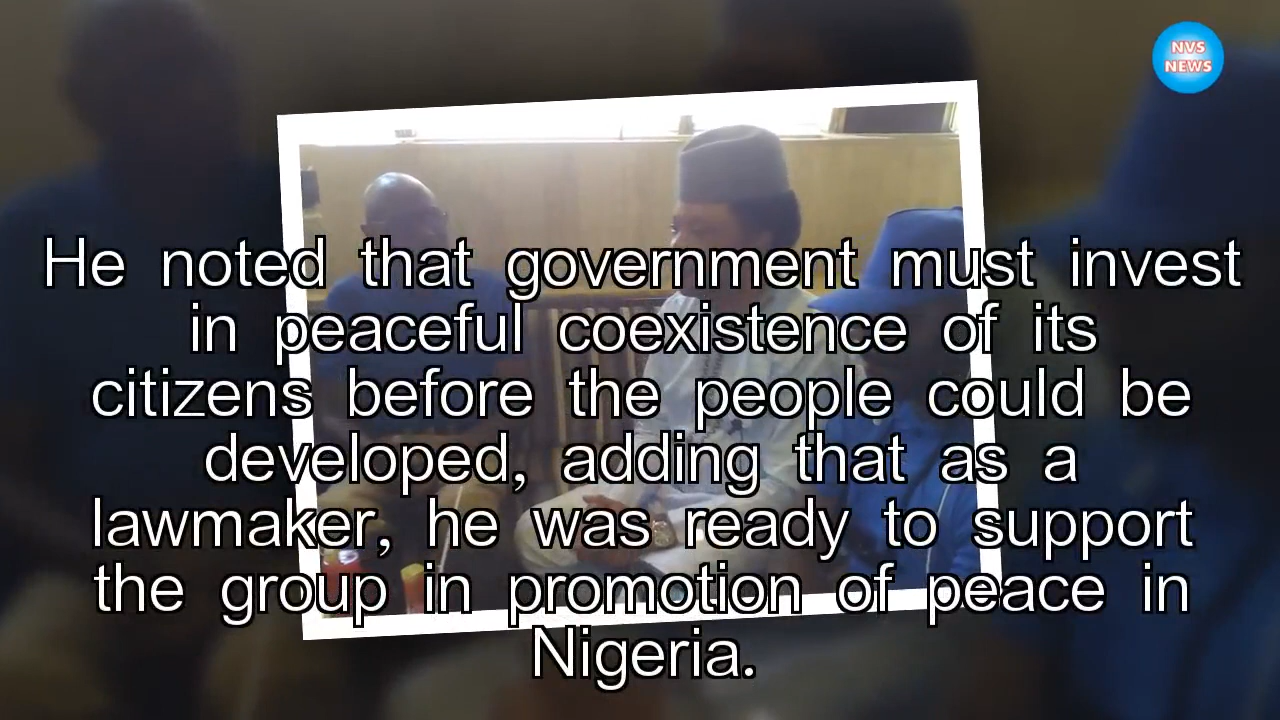 NVS
NEWS
He noted that government must invest
in peaceful coexistence of its
citizens before the people could be
developed, adding that as a
lawmaker, he was ready to support
the group in promotion of peace in
Nigeria.